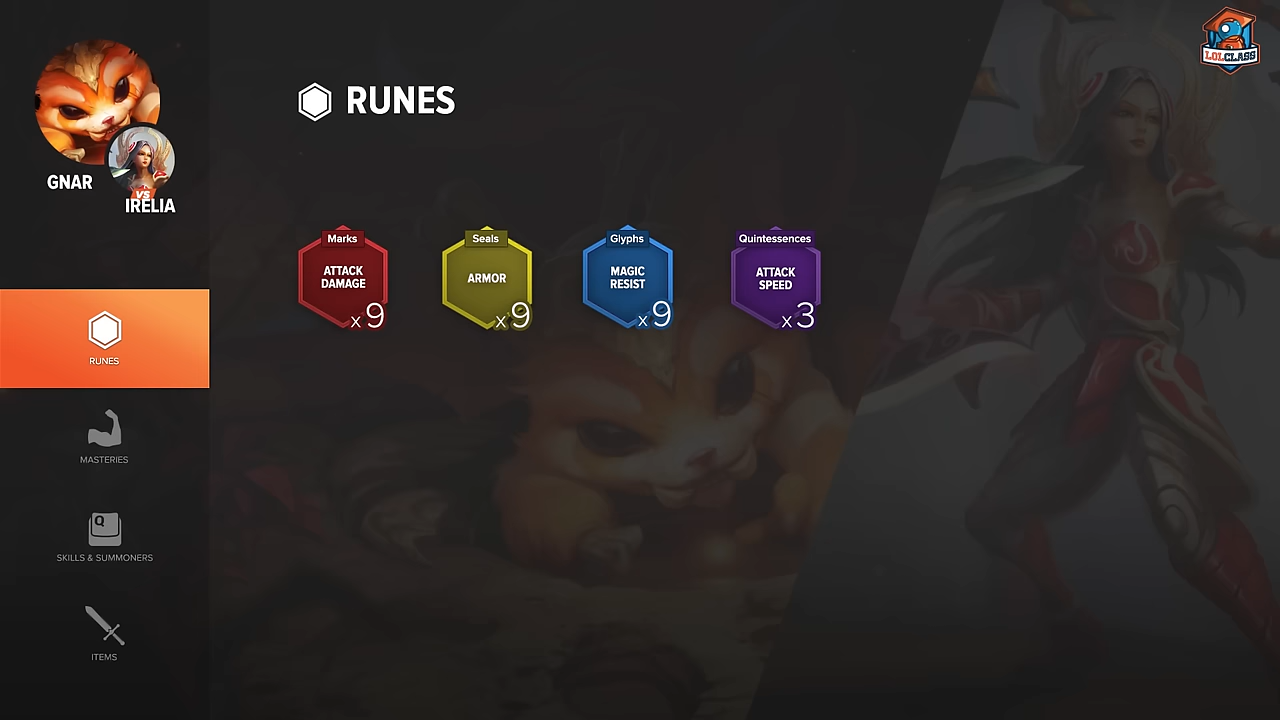 LOLCLASS
RUNES
GNAR
VS
IRELIA
Marks
ATTACK
DAMAGE
x9
Seals
ARMOR
x9
Glyphs
MAGIC
RESIST
x9
Quintessences
ATTACK
SPEED
x3
RUNES
MASTERIES
Q
SKILLS & SUMMONERS
ITEMS